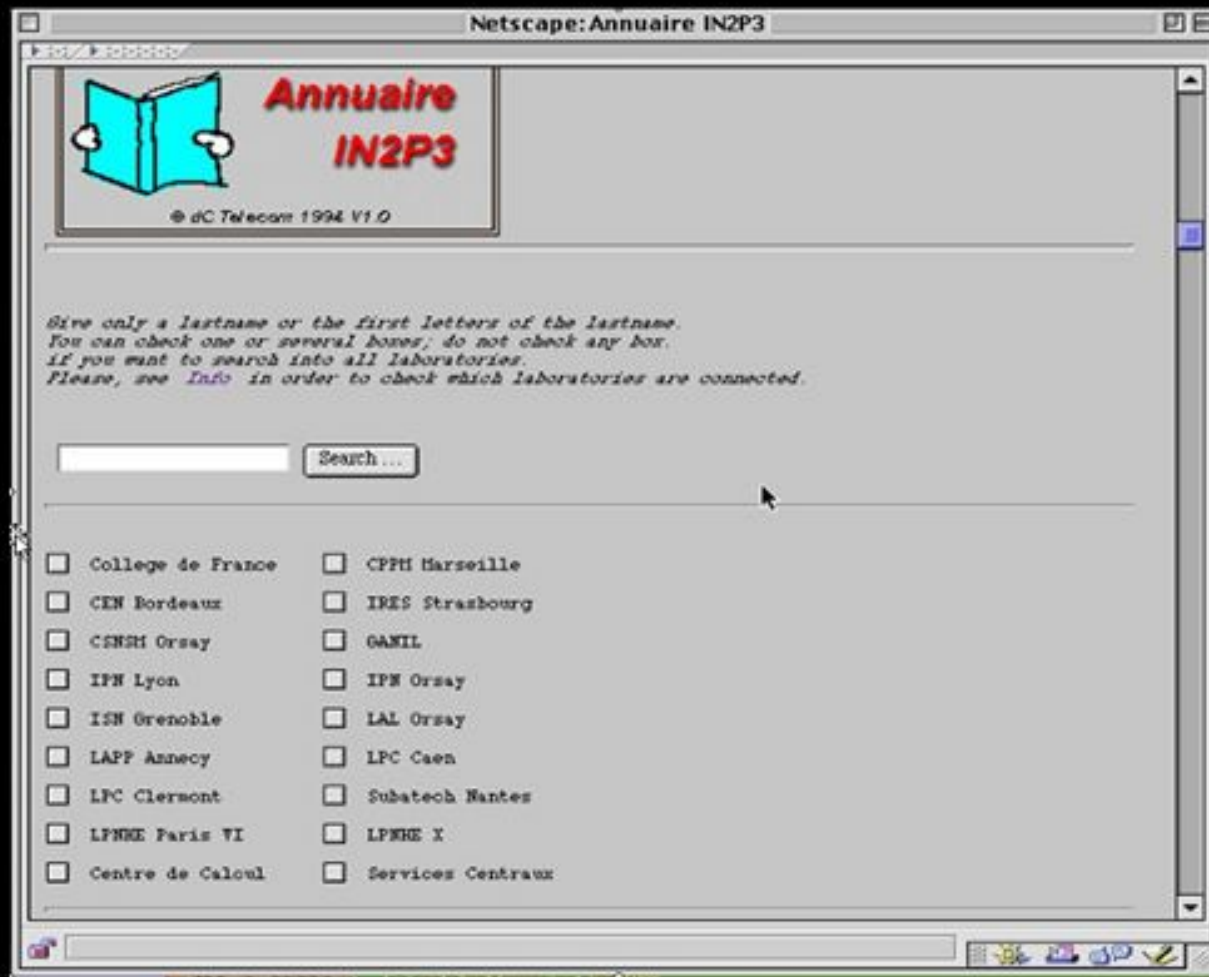 Netscape: Annuaire IN2P3
Annuaire
IN2P3
© dC Telecom 1994 V1.0
Give only a lastname or the first letters of the lastname.
You can check one or several boxes; do not check any box.
if you want to search into all laboratories.
Please, see Info in order to check which laboratories are connected.
Search ...
College de France
CPPM Marseille
CEN Bordeaux
IRES Strasbourg
CSNSM Orsay
GANIL
IPN Lyon
IPN Orsay
ISN Grenoble
LAL Orsay
LAPP Annecy
LPC Caen
LPC Clermont
Subatech Nantes
LPNHE Paris VI
LPNHE X
Centre de Calcul
Services Centraux